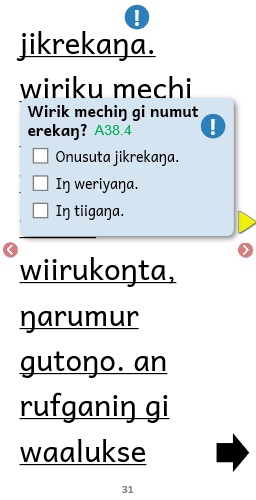 jikrekaŋa.
wiriku mechi
Wirik mechiŋ gi numut
erekaŋ? A38.4
Onusuta jikrekaŋa.
Iŋ weriyaŋa.
Iŋ tiigaŋa.
wiirukoŋta,
ŋarumur
gutoŋo. an
rufganiŋ gi
waalukse
31